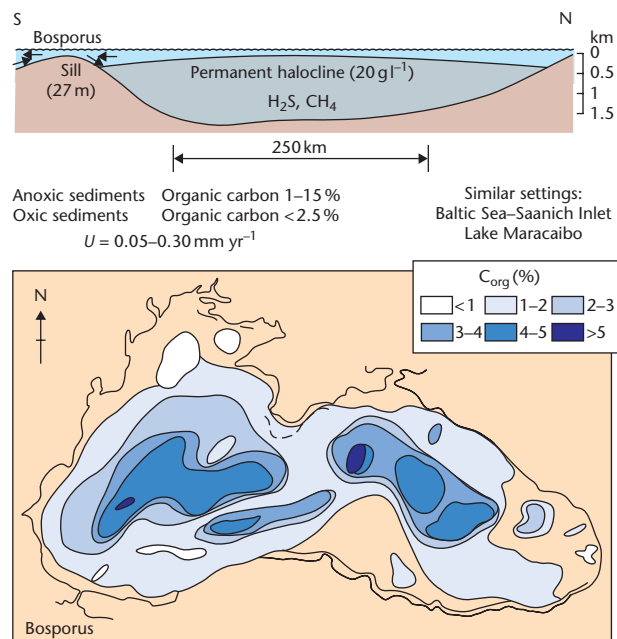 S
N
Bosporus
km
0
0.5
1
1.5
Sill
(27 m)
Permanent halocline (20 g l⁻¹)
H₂S, CH₄
250 km
Anoxic sediments Organic carbon 1–15 %
Oxic sediments Organic carbon <2.5 %
U = 0.05–0.30 mm yr⁻¹
Similar settings:
Baltic Sea–Saanich Inlet
Lake Maracaibo
C_org (%)
<1 1–2 2–3
3–4 4–5 >5
N
Bosporus